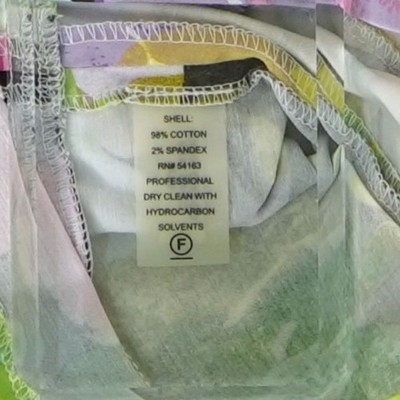 SHELL:
98% COTTON
2% SPANDEX
RN# 54163
PROFESSIONAL
DRY CLEAN WITH
HYDROCARBON
SOLVENTS
F